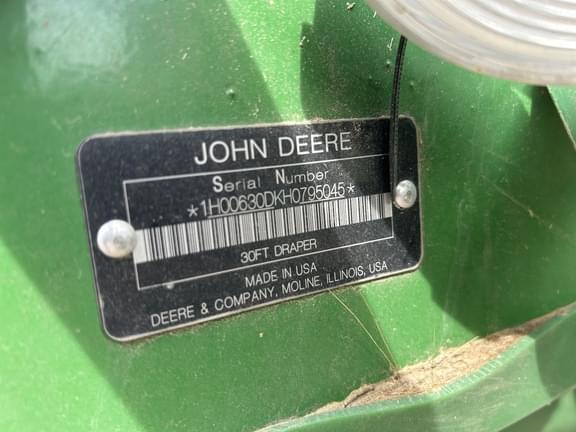 JOHN DEERE
Serial Number
*1H00630DKH0795045*
30FT DRAPER
MADE IN USA
DEERE & COMPANY, MOLINE, ILLINOIS, USA